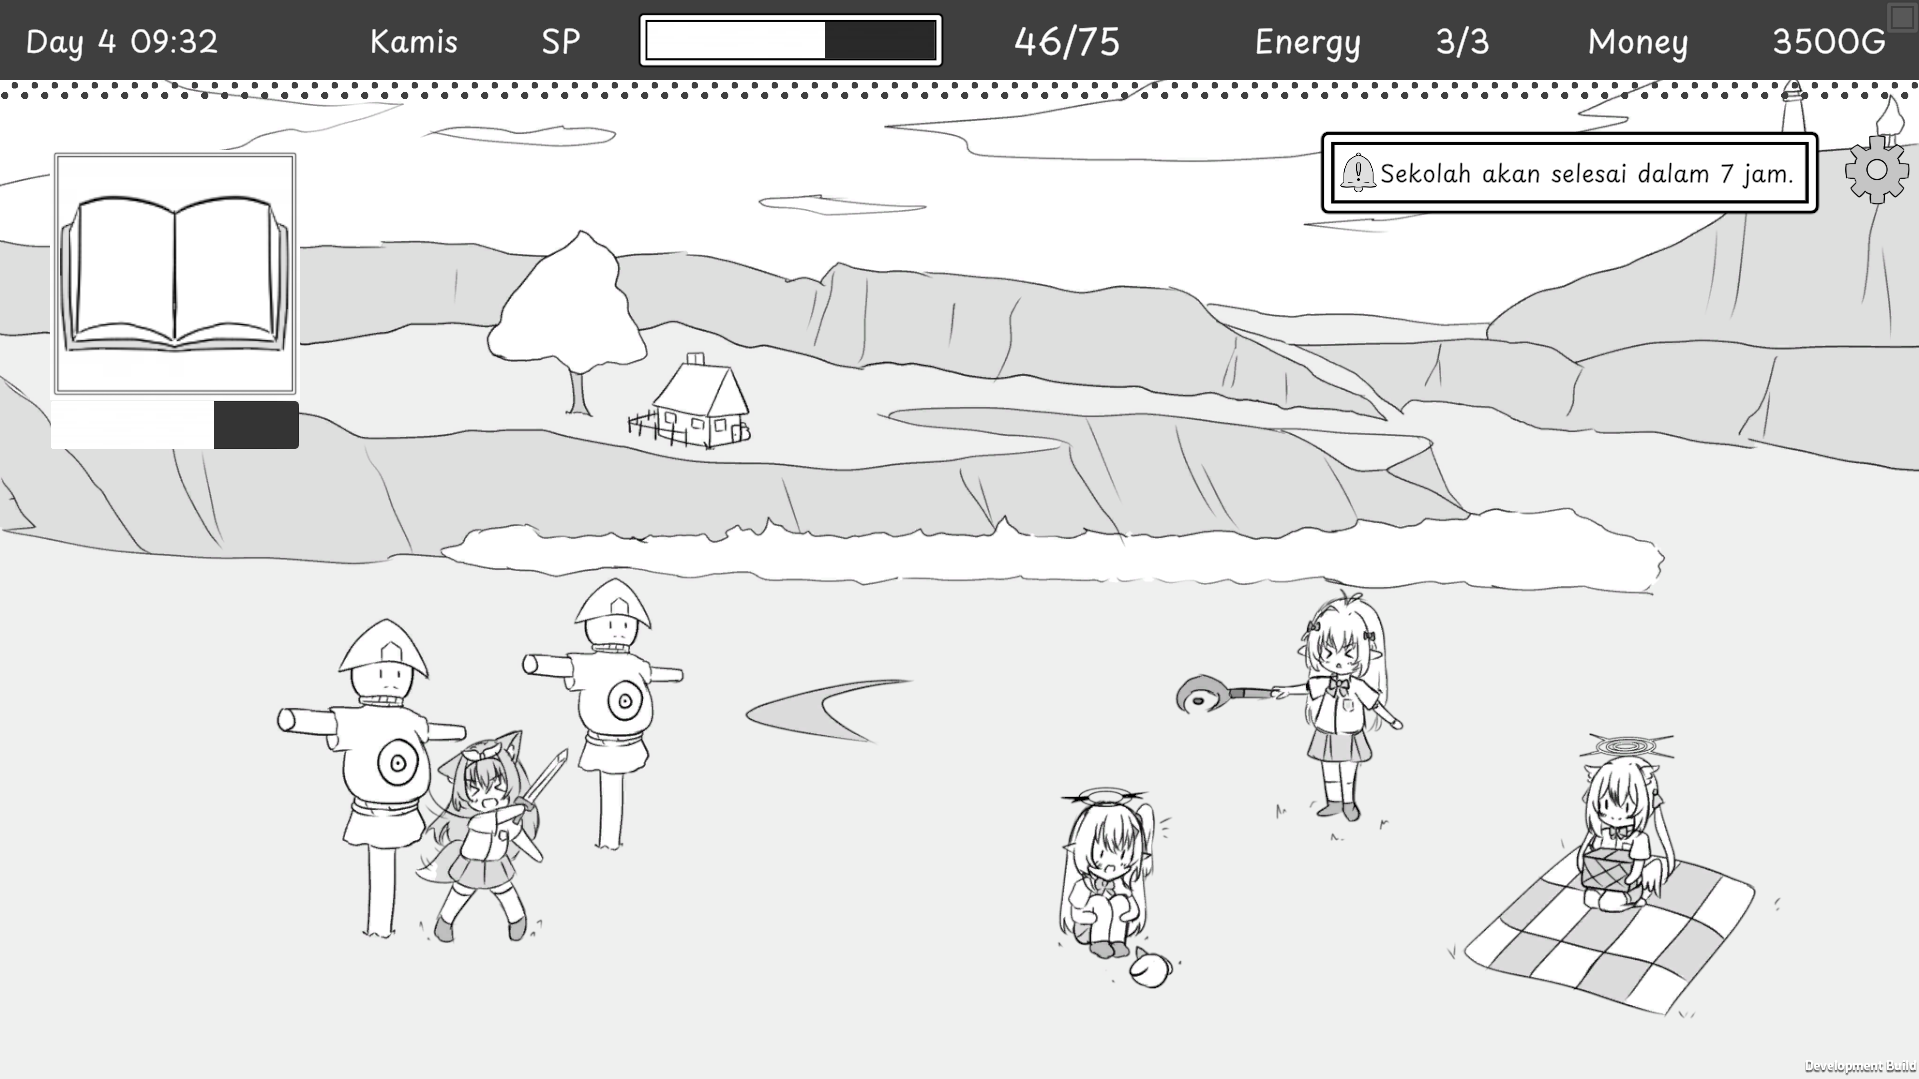 Day 4 09:32 Kamis SP 46/75 Energy 3/3 Money 3500G
Sekolah akan selesai dalam 7 jam.
Development Build